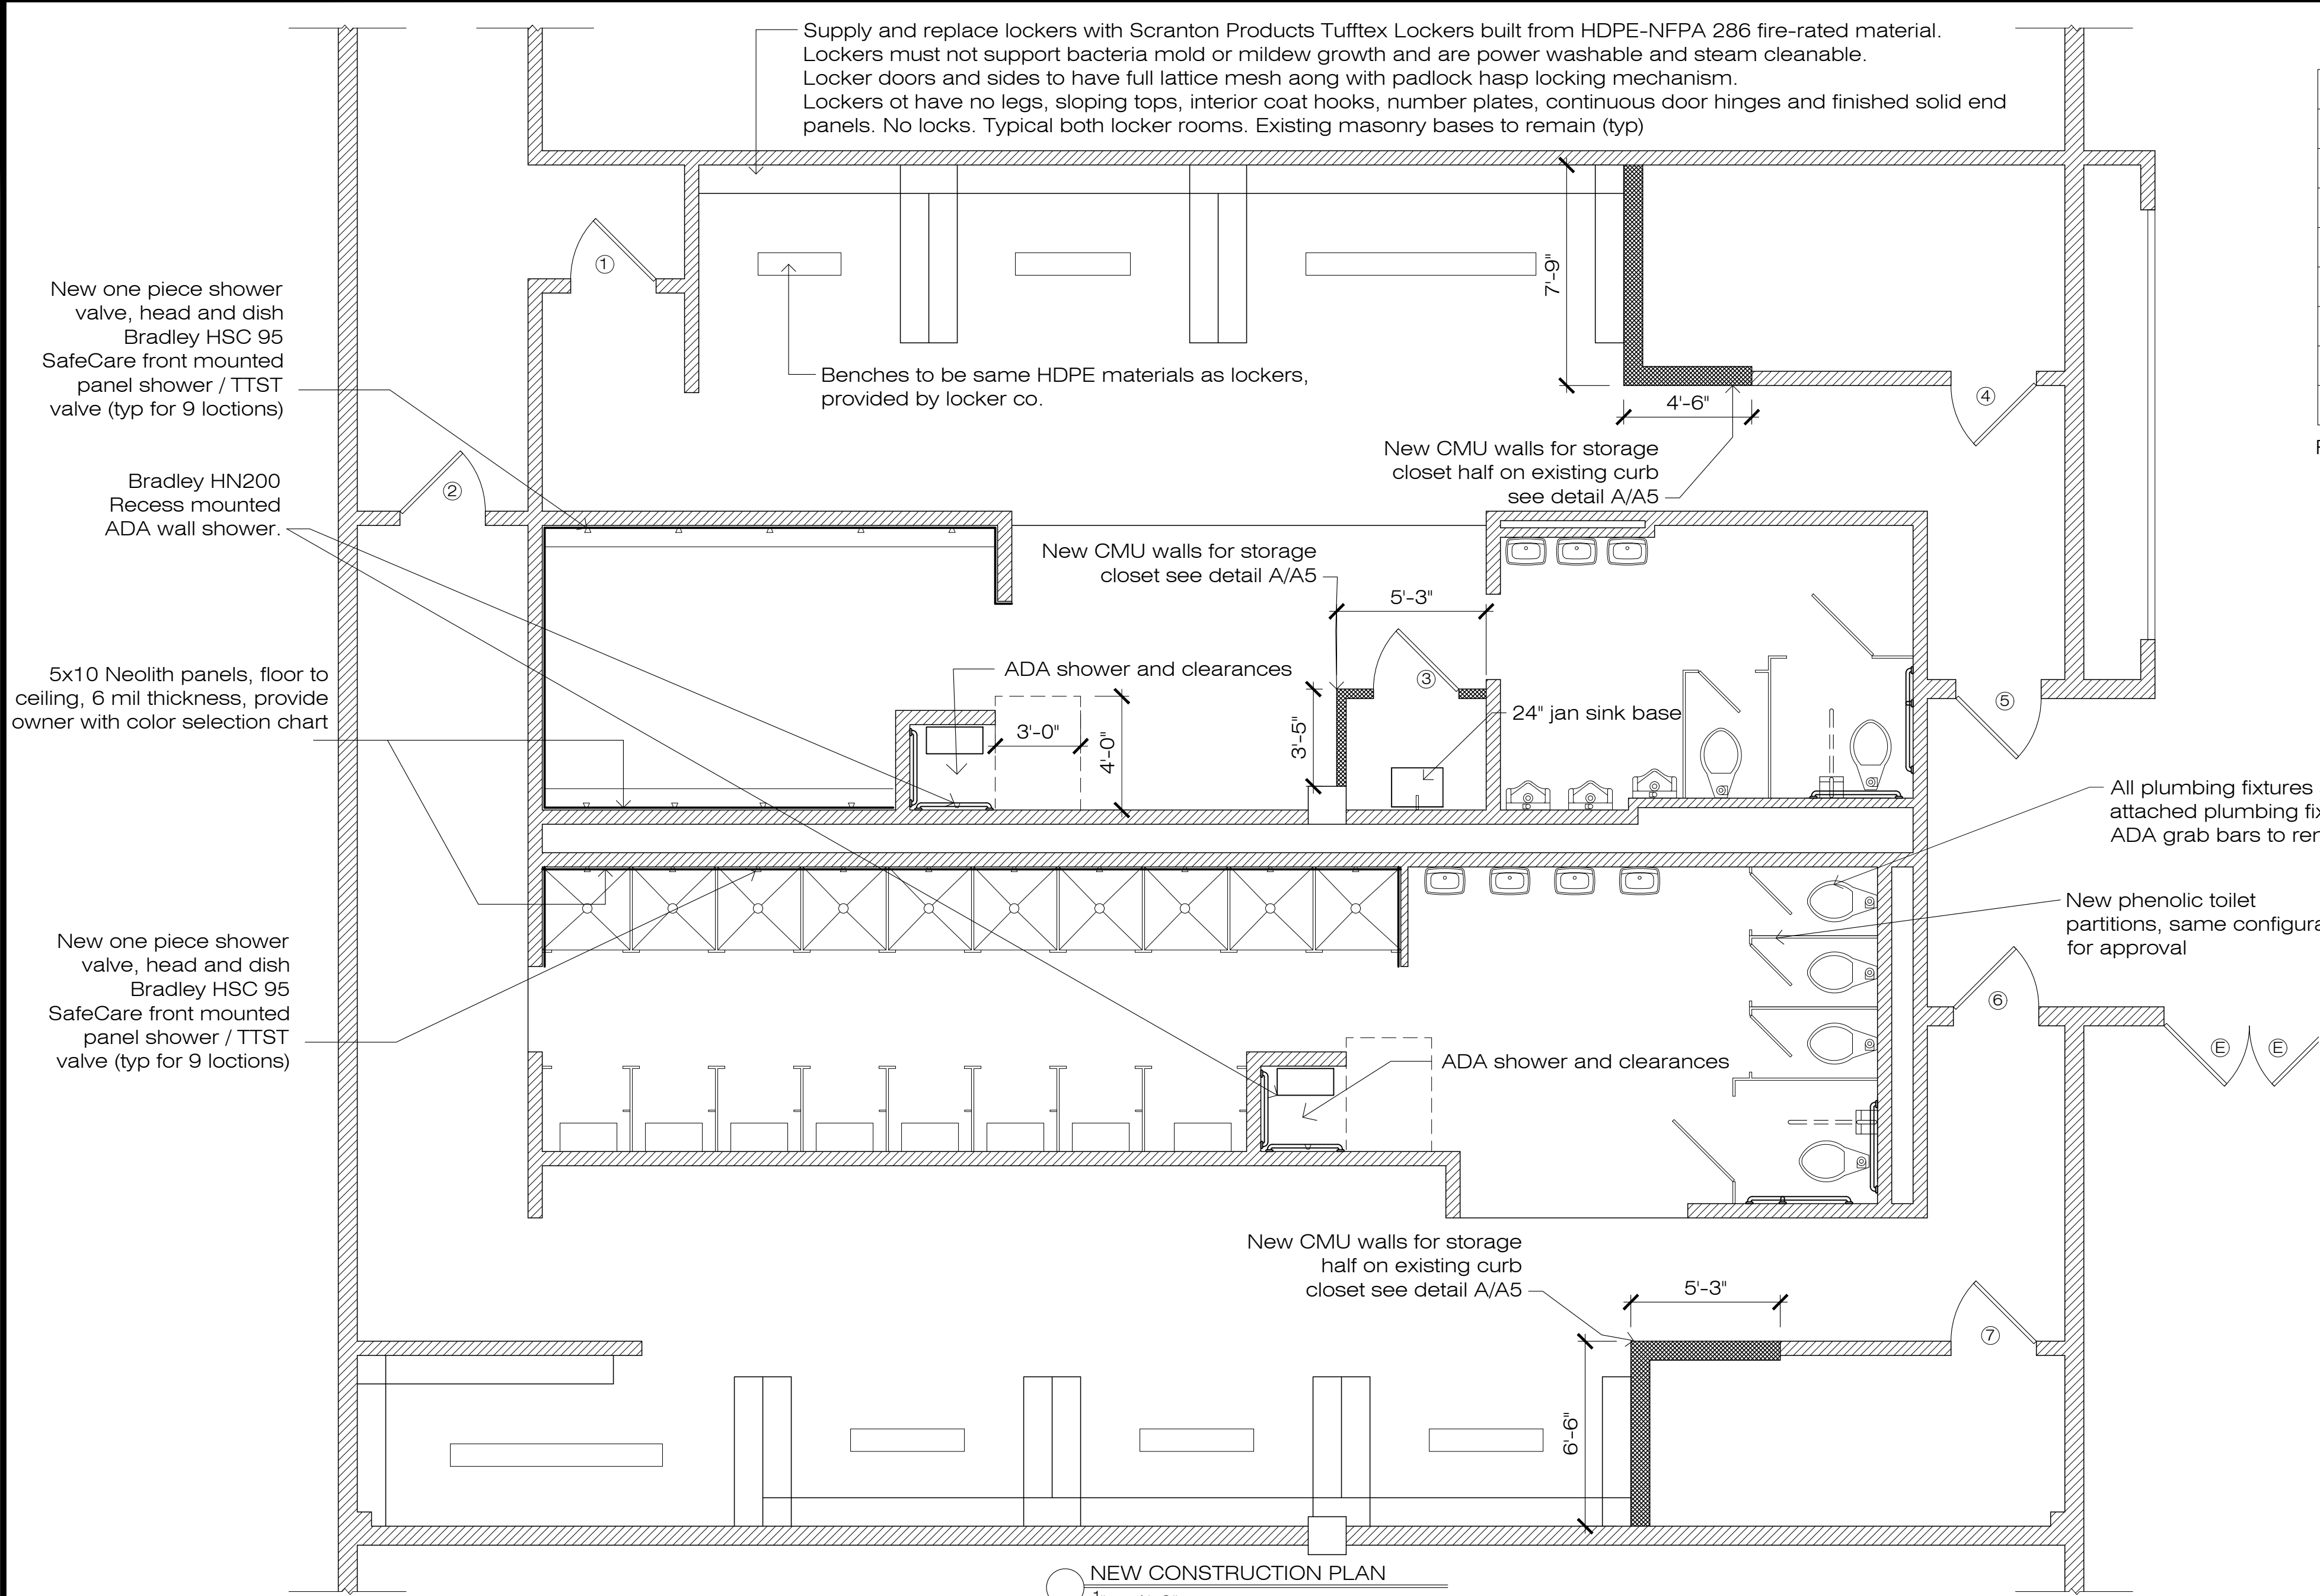 Supply and replace lockers with Scranton Products Tufftex Lockers built from HDPE-NFPA 286 fire-rated material.
Lockers must not support bacteria mold or mildew growth and are power washable and steam cleanable.
Locker doors and sides to have full lattice mesh aong with padlock hasp locking mechanism.
Lockers ot have no legs, sloping tops, interior coat hooks, number plates, continuous door hinges and finished solid end
panels. No locks. Typical both locker rooms. Existing masonry bases to remain (typ)
1
7'-9"
New one piece shower
valve, head and dish
Bradley HSC 95
SafeCare front mounted
panel shower / TTST
valve (typ for 9 loctions)
Benches to be same HDPE materials as lockers,
provided by locker co.
4
4'-6"
New CMU walls for storage
closet half on existing curb
see detail A/A5
Bradley HN200
Recess mounted
ADA wall shower.
2
New CMU walls for storage
closet see detail A/A5
5'-3"
5x10 Neolith panels, floor to
ceiling, 6 mil thickness, provide
owner with color selection chart
ADA shower and clearances
3
24" jan sink base
3'-0"
4'-0"
3'-5"
5
All plumbing fixtures
attached plumbing
ADA grab bars to
New phenolic toilet
partitions, same
for approval
New one piece shower
valve, head and dish
Bradley HSC 95
SafeCare front mounted
panel shower / TTST
valve (typ for 9 loctions)
6
E
E
ADA shower and clearances
New CMU walls for storage
half on existing curb
closet see detail A/A5
5'-3"
7
6'-6"
NEW CONSTRUCTION PLAN